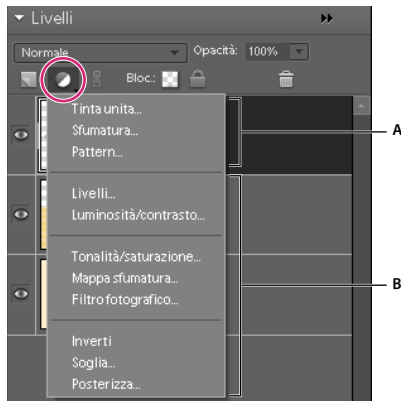 Livelli
Normale Opacità: 100%
Bloc.:
Tinta unita...
Sfumatura...
Pattern...
A
Livelli...
Luminosità/contrasto...
Tonalità/saturazione...
Mappa sfumatura...
Filtro fotografico...
B
Inverti
Soglia...
Posterizza...